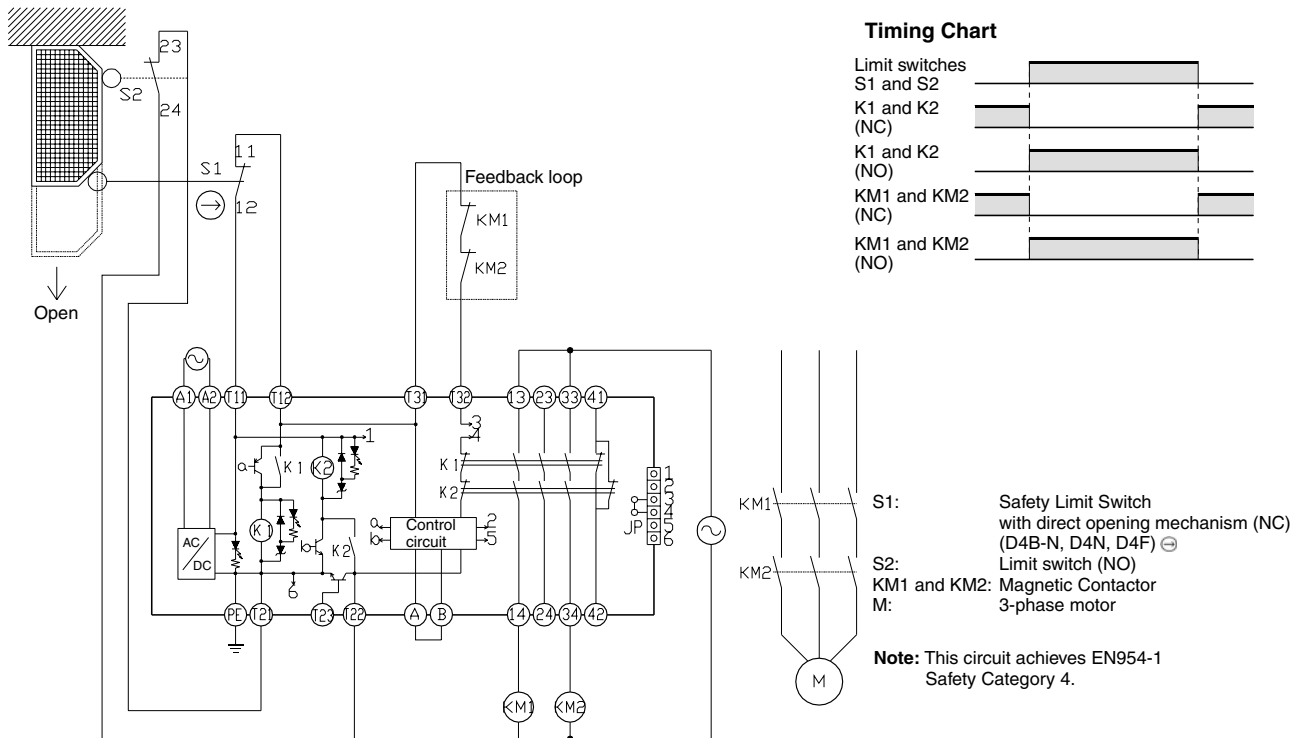 Timing Chart
Limit switches
S1 and S2
K1 and K2
(NC)
K1 and K2
(NO)
KM1 and KM2
(NC)
KM1 and KM2
(NO)
23
S2
24
11
S1
12
Open
Feedback loop
KM1
KM2
A1 A2 T11 T12 T31 T32 13 23 33 41
1
3
4
a
K1
K2
K1
K2
1
2
3
4
5
6
JP
K1
b
K2
a
b
Control
circuit
2
5
AC/
DC
6
PE T21 T23 T22 A B 14 24 34 42
KM1 KM2
KM1
KM2
M
S1: Safety Limit Switch
with direct opening mechanism (NC)
(D4B-N, D4N, D4F)
S2: Limit switch (NO)
KM1 and KM2: Magnetic Contactor
M: 3-phase motor
Note: This circuit achieves EN954-1
Safety Category 4.